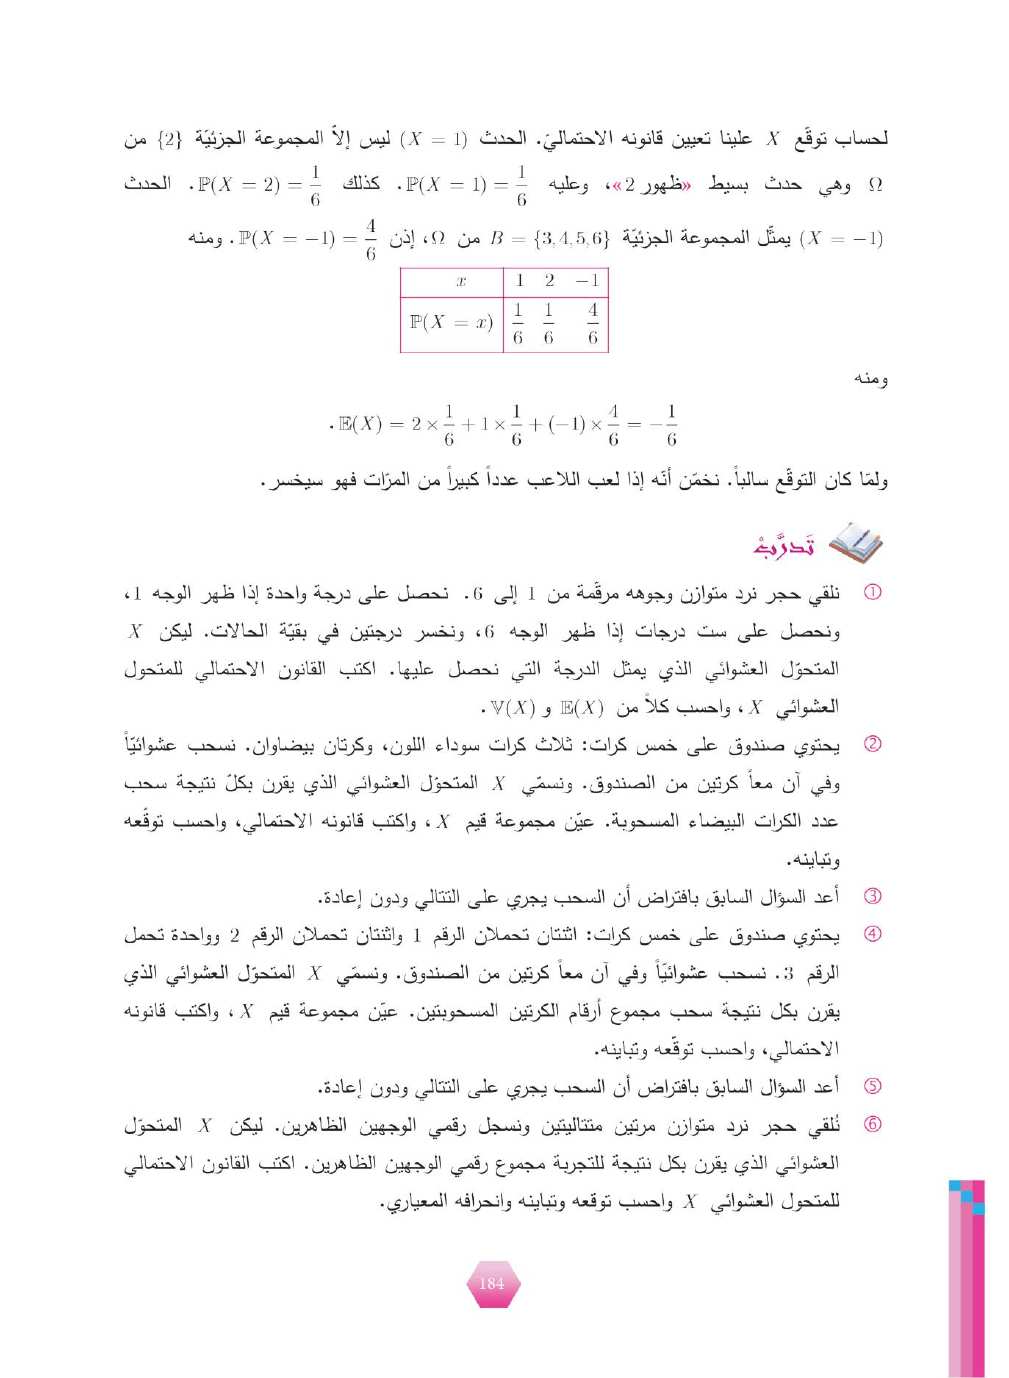 لحساب توقّع X علينا تعيين قانونه الاحتماليّ. الحدث (X = 1) ليس إلاّ المجموعة الجزئيّة {2} من
Ω وهي حدث بسيط «ظهور 2»، وعليه P(X = 1) = 1/6. كذلك P(X = 2) = 1/6. الحدث
(X = −1) يمثّل المجموعة الجزئيّة B = {3,4,5,6} من Ω، إذن P(X = −1) = 4/6. ومنه
x 1 2 −1
ℙ(X = x) 1/6 1/6 4/6
ومنه
𝔼(X) = 2 × 1/6 + 1 × 1/6 + (−1) × 4/6 = −1/6.
ولمّا كان التوقّع سالباً. نخمّن أنّه إذا لعب اللاعب عدداً كبيراً من المرّات فهو سيخسر.
تَدرَّبْ
① نلقي حجر نرد متوازن وجوهه مرقّمة من 1 إلى 6. نحصل على درجة واحدة إذا ظهر الوجه 1،
ونحصل على ست درجات إذا ظهر الوجه 6، ونخسر درجتين في بقيّة الحالات. ليكن X
المتحوّل العشوائي الذي يمثل الدرجة التي نحصل عليها. اكتب القانون الاحتمالي للمتحول
العشوائي X، واحسب كلاً من 𝔼(X) و 𝕍(X).
② يحتوي صندوق على خمس كرات: ثلاث كرات سوداء اللون، وكرتان بيضاوان. نسحب عشوائيّاً
وفي آن معاً كرتين من الصندوق. ونسمّي X المتحوّل العشوائي الذي يقرن بكلّ نتيجة سحب
عدد الكرات البيضاء المسحوبة. عيّن مجموعة قيم X، واكتب قانونه الاحتمالي، واحسب توقّعه
وتباينه.
③ أعد السؤال السابق بافتراض أن السحب يجري على التتالي ودون إعادة.
④ يحتوي صندوق على خمس كرات: اثنتان تحملان الرقم 1 واثنتان تحملان الرقم 2 وواحدة تحمل
الرقم 3. نسحب عشوائيّاً وفي آن معاً كرتين من الصندوق. ونسمّي X المتحوّل العشوائي الذي
يقرن بكل نتيجة سحب مجموع أرقام الكرتين المسحوبتين. عيّن مجموعة قيم X، واكتب قانونه
الاحتمالي، واحسب توقّعه وتباينه.
⑤ أعد السؤال السابق بافتراض أن السحب يجري على التتالي ودون إعادة.
⑥ نُلقي حجر نرد متوازن مرتين متتاليتين ونسجل رقمي الوجهين الظاهرين. ليكن X المتحوّل
العشوائي الذي يقرن بكل نتيجة للتجربة مجموع رقمي الوجهين الظاهرين. اكتب القانون الاحتمالي
للمتحول العشوائي X واحسب توقعه وتباينه وانحرافه المعياري.
184